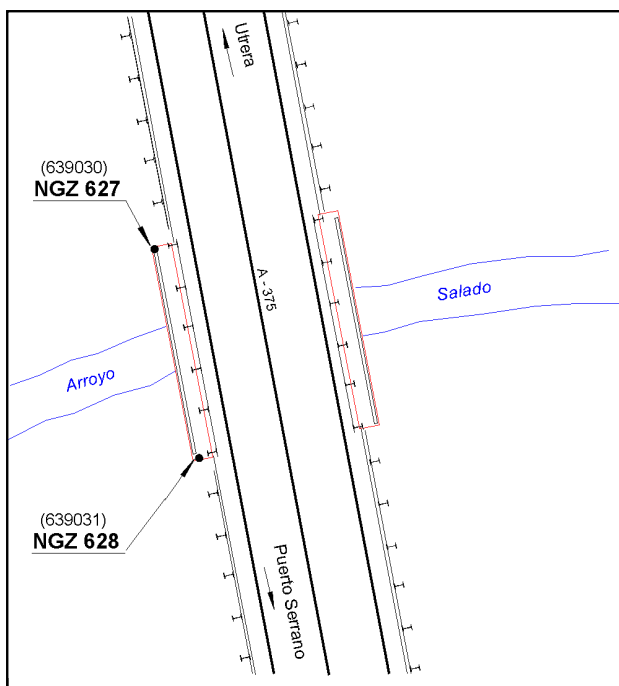 Utrera
(639030)
NGZ 627
A - 375
Salado
Arroyo
(639031)
NGZ 628
Puerto Serrano